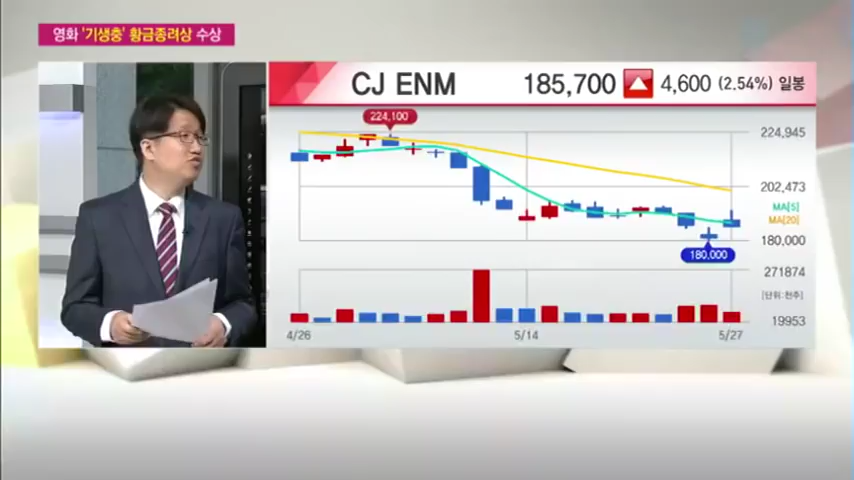 영화 '기생충' 황금종려상 수상
CJ ENM 185,700 4,600 (2.54%) 일봉
224,100
224,945
202,473
MA[5]
MA[20]
180,000
180,000
271874
[단위:천주]
19953
4/26 5/14 5/27